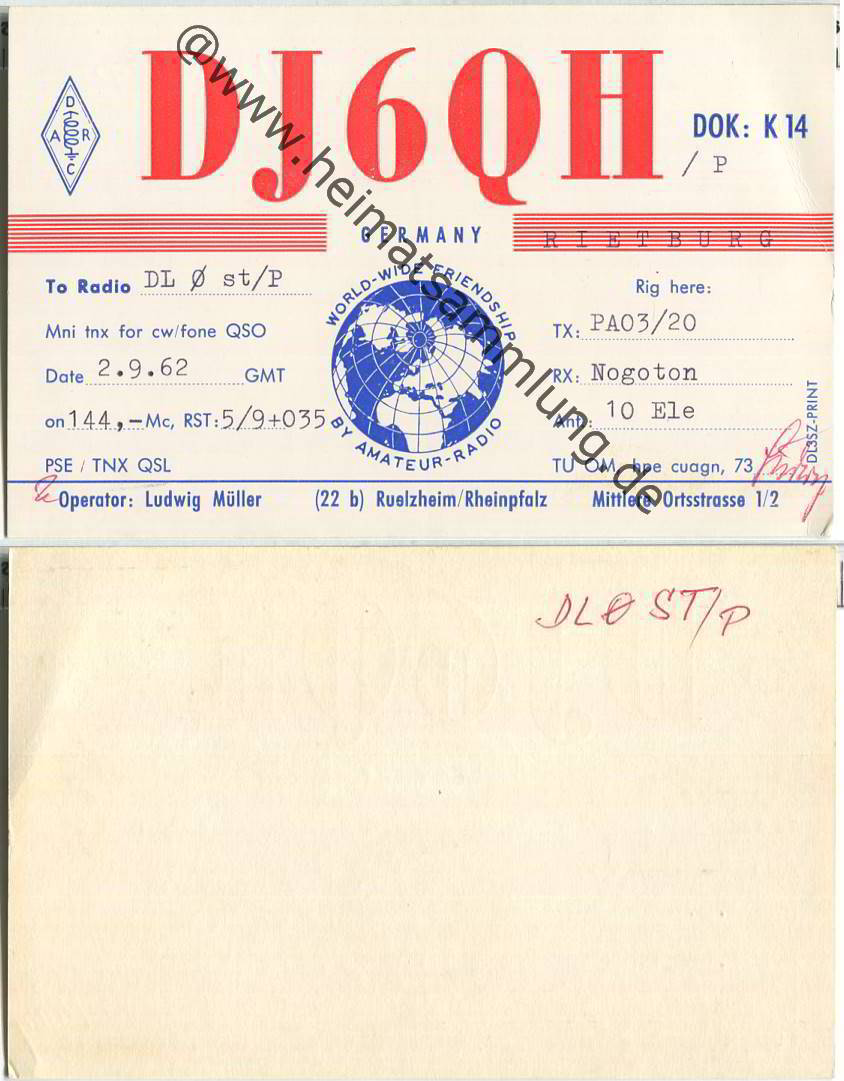 DJ6QH
DARC
DOK: K 14
/ P
GERMANY
RIETBURG
To Radio DL Ø st/P
Mni tnx for cw/fone QSO
Date 2.9.62 GMT
on 144,- Mc, RST: 5/9+035
PSE / TNX QSL
WORLD-WIDE FRIENDSHIP
BY AMATEUR-RADIO
Rig here:
TX: PA03/20
RX: Nogoton
Ant.: 10 Ele
TU OM, hpe cuagn, 73
DL3SZ-PRINT
Operator: Ludwig Müller (22 b) Ruelzheim/Rheinpfalz Mittlere Ortsstrasse 1/2
@www.heimatsammlung.de
DLØ ST/P